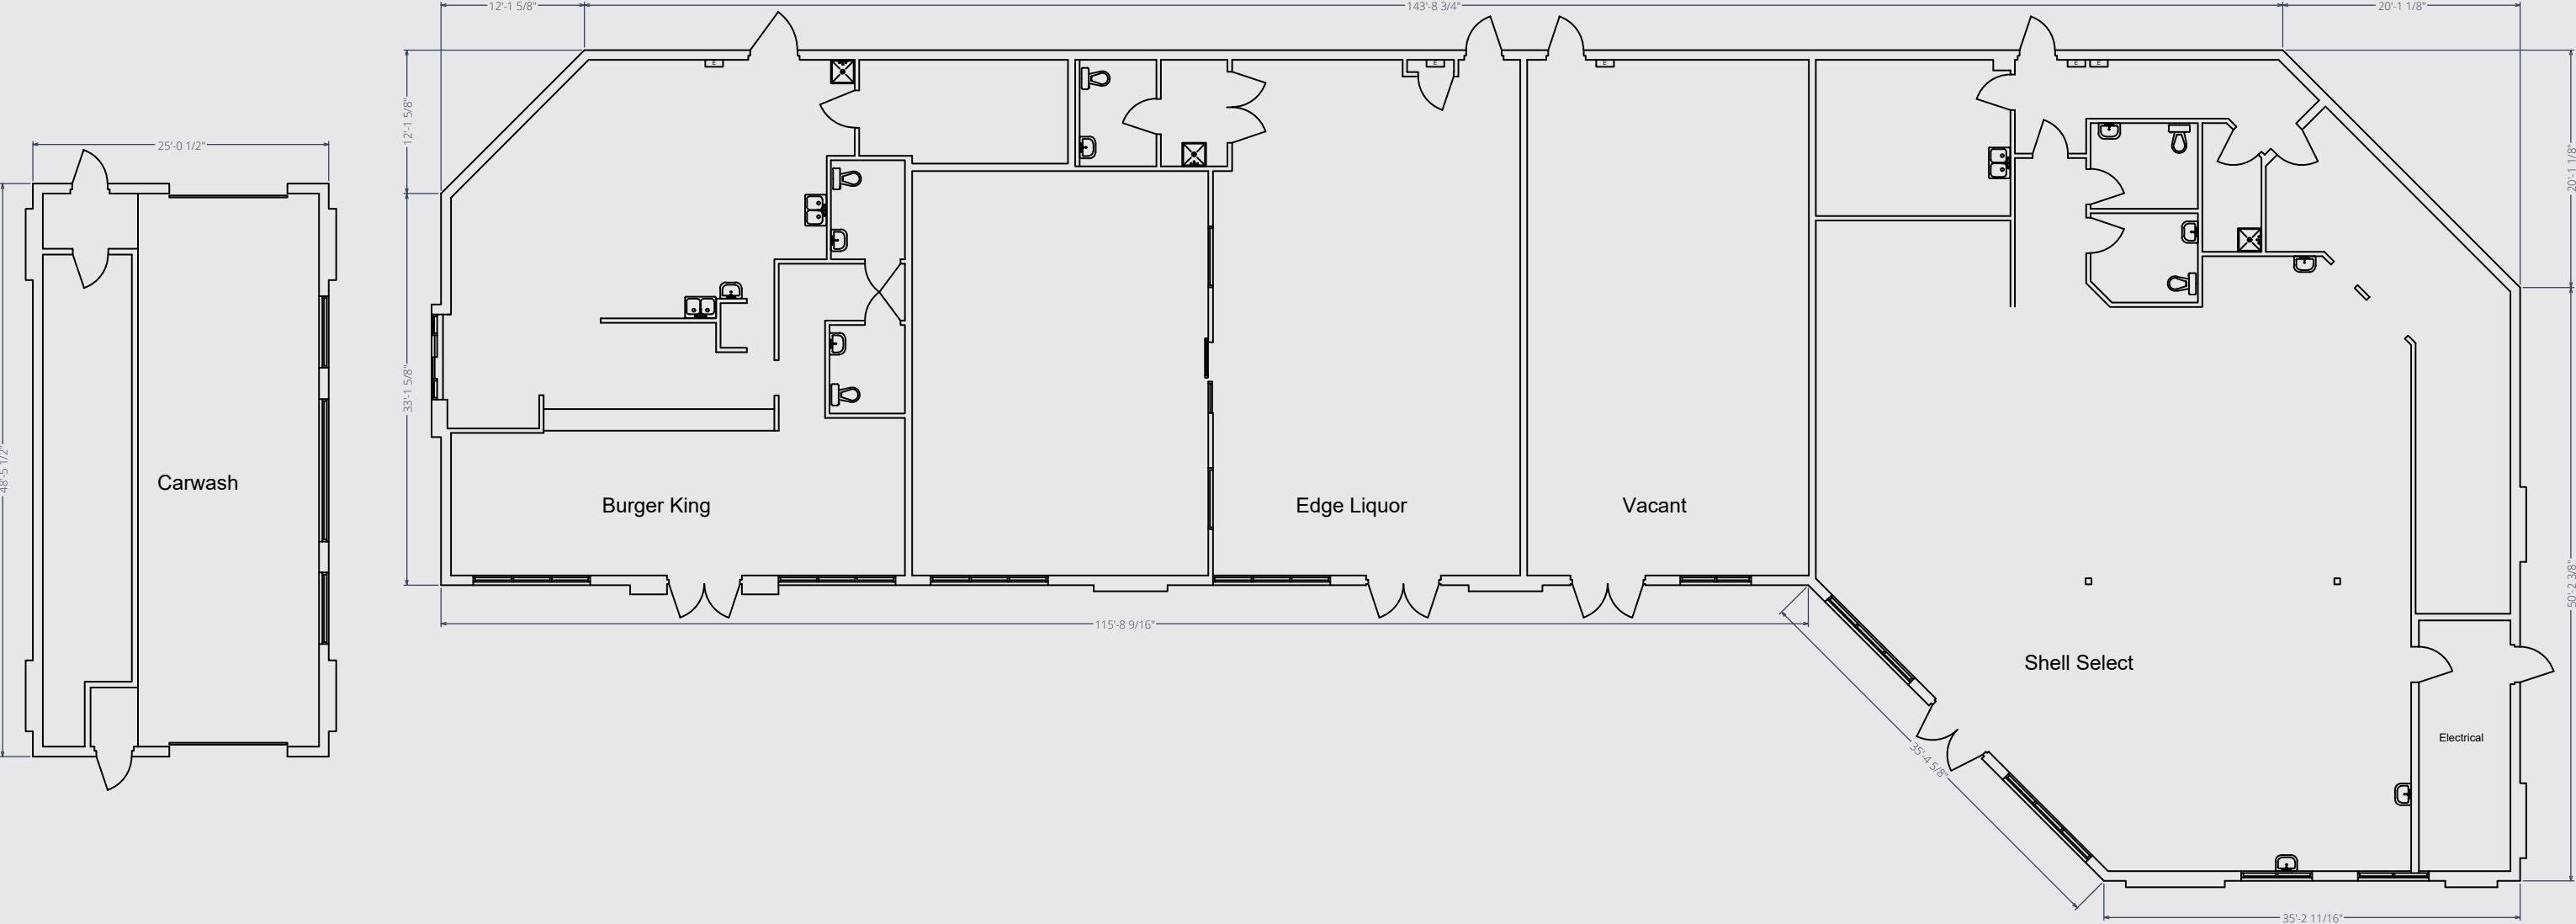 12'-1 5/8"
143'-8 3/4"
20'-1 1/8"
25'-0 1/2"
12'-1 5/8"
20'-1 1/8"
E
E
E
E
E
33'-1 5/8"
48'-5 1/2"
Carwash
Burger King
Edge Liquor
Vacant
50'-2 3/8"
115'-8 9/16"
Shell Select
Electrical
35'-4 5/8"
35'-2 11/16"